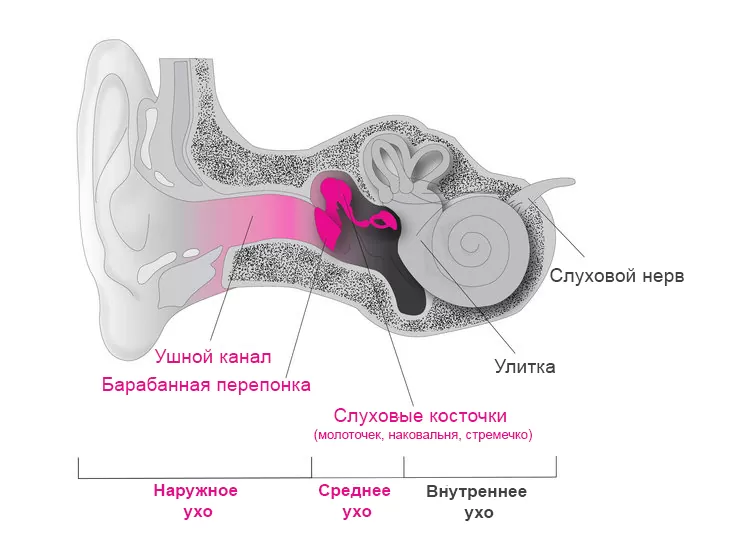 Слуховой нерв
Ушной канал
Улитка
Барабанная перепонка
Слуховые косточки
(молоточек, наковальня, стремечко)
Наружное
ухо
Среднее
ухо
Внутреннее
ухо